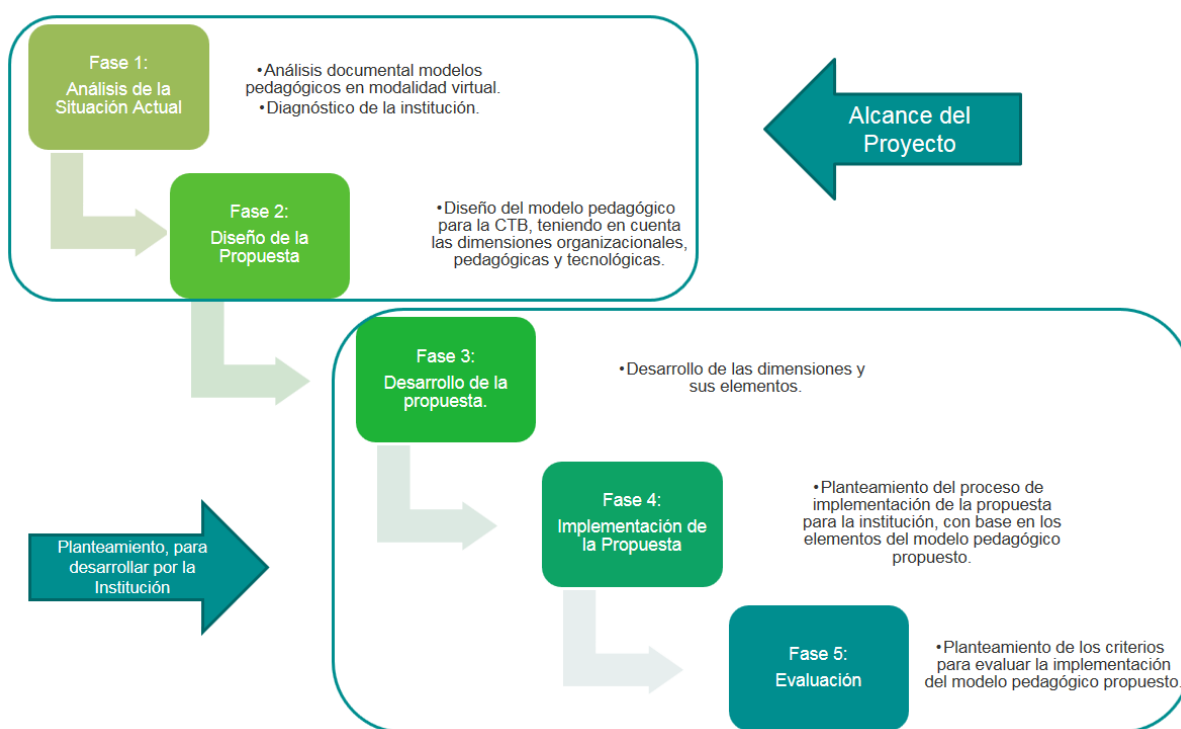 Fase 1:
Análisis de la
Situación Actual
•Análisis documental modelos
pedagógicos en modalidad virtual.
•Diagnóstico de la institución.
Alcance del
Proyecto
Fase 2:
Diseño de la
Propuesta
•Diseño del modelo pedagógico
para la CTB, teniendo en cuenta
las dimensiones organizacionales,
pedagógicas y tecnológicas.
Fase 3:
Desarrollo de la
propuesta.
•Desarrollo de las dimensiones y
sus elementos.
Fase 4:
Implementación de
la Propuesta
•Planteamiento del proceso de
implementación de la propuesta
para la institución, con base en los
elementos del modelo pedagógico
propuesto.
Planteamiento, para
desarrollar por la
Institución
Fase 5:
Evaluación
•Planteamiento de los criterios
para evaluar la implementación
del modelo pedagógico propuesto.